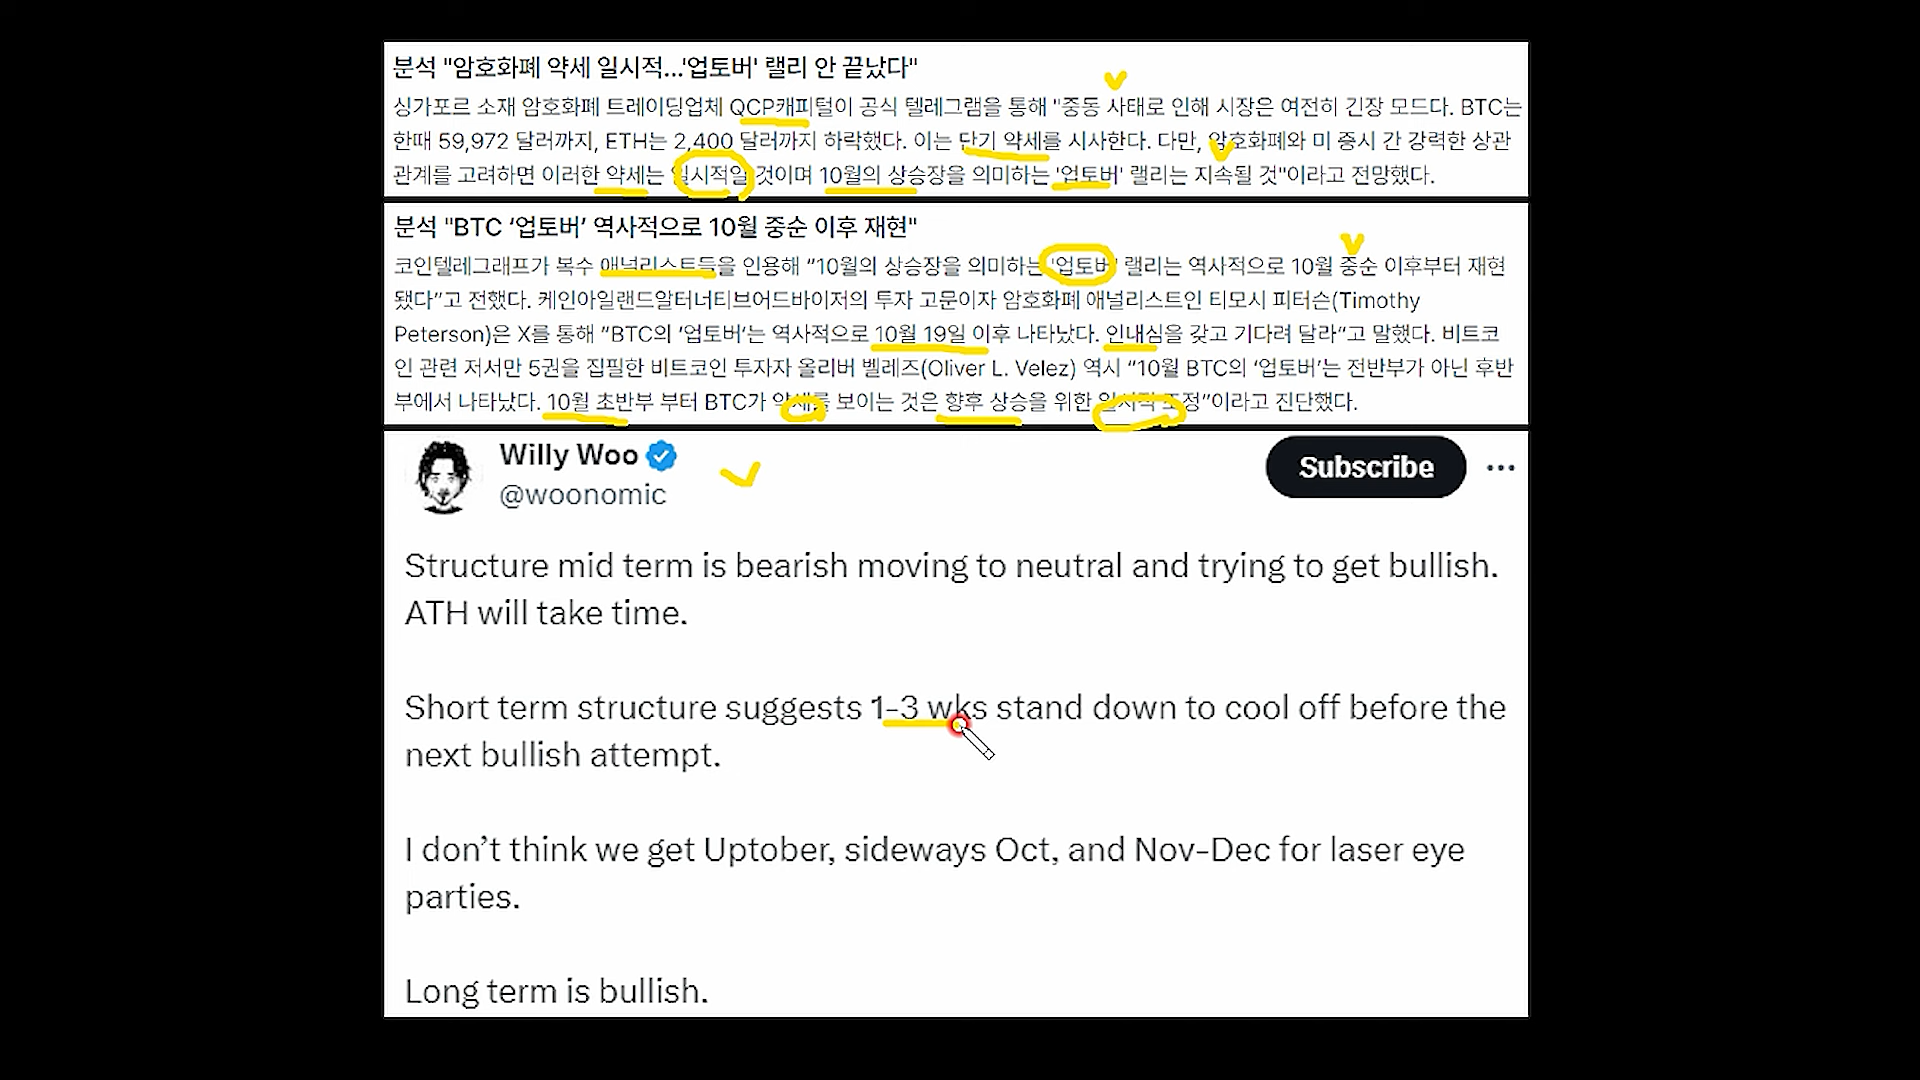 분석 "암호화폐 약세 일시적...'업토버' 랠리 안 끝났다"
싱가포르 소재 암호화폐 트레이딩업체 QCP캐피털이 공식 텔레그램을 통해 "중동 사태로 인해 시장은 여전히 긴장 모드다. BTC는
한때 59,972 달러까지, ETH는 2,400 달러까지 하락했다. 이는 단기 약세를 시사한다. 다만, 암호화폐와 미 증시 간 강력한 상관
관계를 고려하면 이러한 약세는 일시적일 것이며 10월의 상승장을 의미하는 '업토버' 랠리는 지속될 것"이라고 전망했다.
분석 "BTC ‘업토버’ 역사적으로 10월 중순 이후 재현"
코인텔레그래프가 복수 애널리스트들을 인용해 “10월의 상승장을 의미하는 '업토버' 랠리는 역사적으로 10월 중순 이후부터 재현
됐다”고 전했다. 케인아일랜드알터너티브어드바이저의 투자 고문이자 암호화폐 애널리스트인 티모시 피터슨(Timothy
Peterson)은 X를 통해 “BTC의 ‘업토버’는 역사적으로 10월 19일 이후 나타났다. 인내심을 갖고 기다려 달라“고 말했다. 비트코
인 관련 저서만 5권을 집필한 비트코인 투자자 올리버 벨레즈(Oliver L. Velez) 역시 “10월 BTC의 ‘업토버’는 전반부가 아닌 후반
부에서 나타났다. 10월 초반부 부터 BTC가 약세를 보이는 것은 향후 상승을 위한 일시적 조정”이라고 진단했다.
Willy Woo
Subscribe
@woonomic
Structure mid term is bearish moving to neutral and trying to get bullish.
ATH will take time.
Short term structure suggests 1-3 wks stand down to cool off before the
next bullish attempt.
I don’t think we get Uptober, sideways Oct, and Nov-Dec for laser eye
parties.
Long term is bullish.